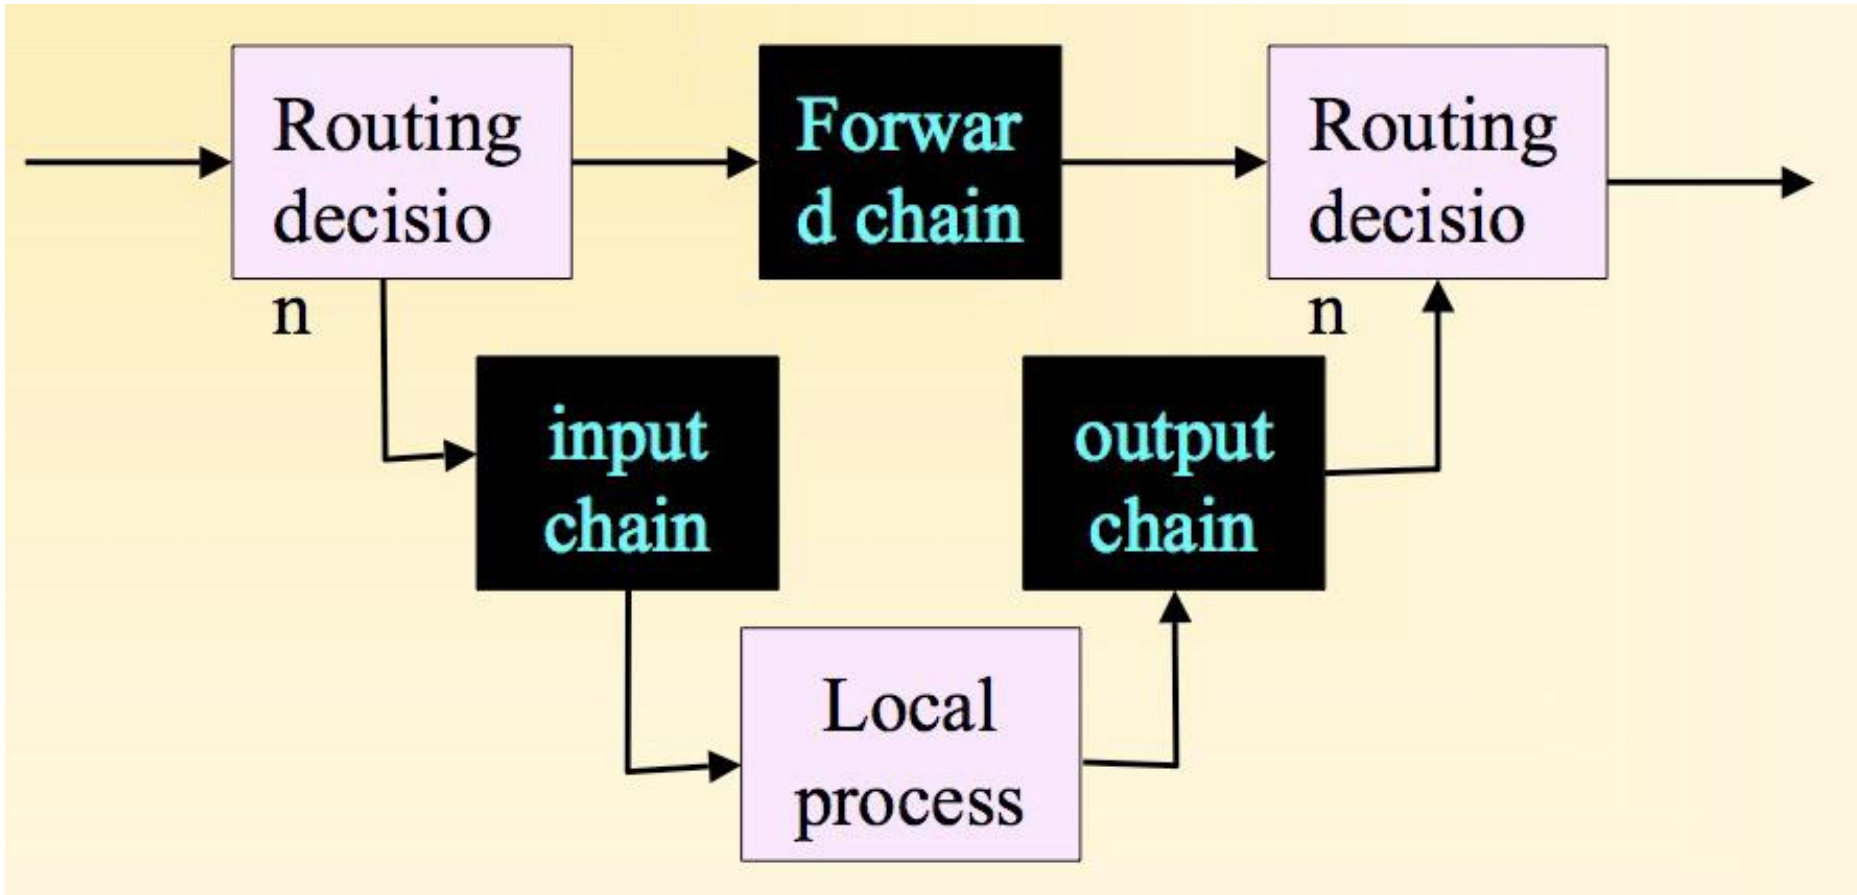 Routing
decisio
n
Forwar
d chain
Routing
decisio
n
input
chain
output
chain
Local
process